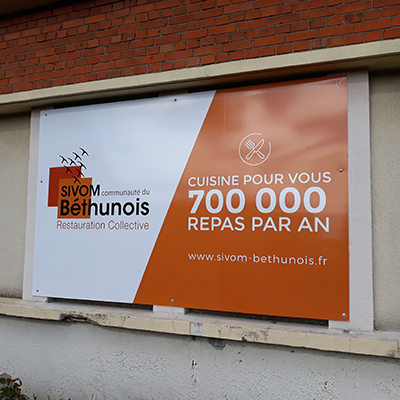 SIVOM communauté du
Béthunois
Restauration Collective
CUISINE POUR VOUS
700 000
REPAS PAR AN
www.sivom-bethunois.fr